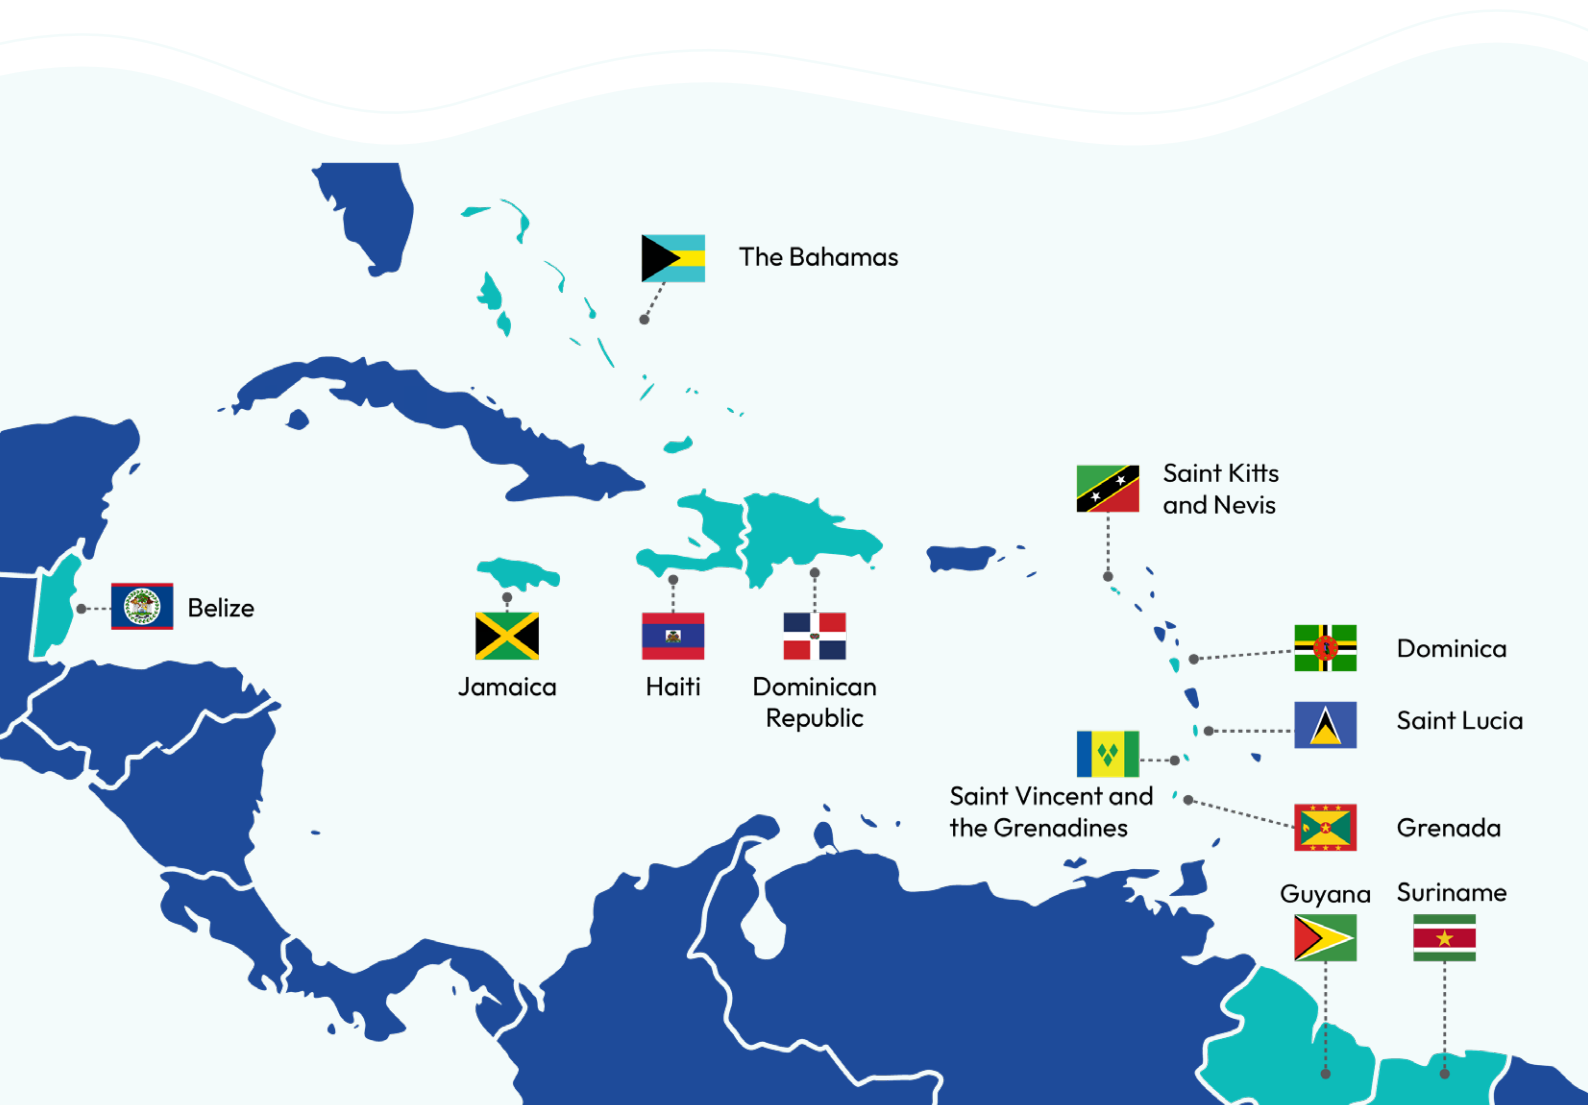 The Bahamas
Saint Kitts
and Nevis
Belize
Jamaica
Haiti
Dominican
Republic
Dominica
Saint Lucia
Saint Vincent and
the Grenadines
Grenada
Guyana
Suriname